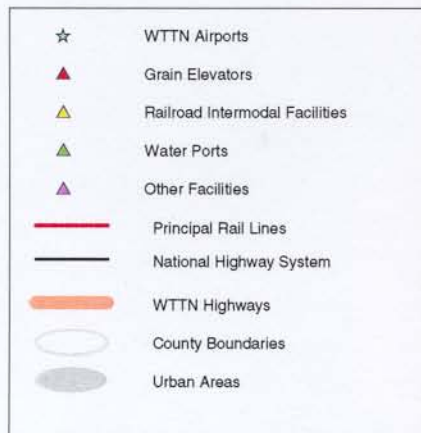 WTTN Airports
Grain Elevators
Railroad Intermodal Facilities
Water Ports
Other Facilities
Principal Rail Lines
National Highway System
WTTN Highways
County Boundaries
Urban Areas